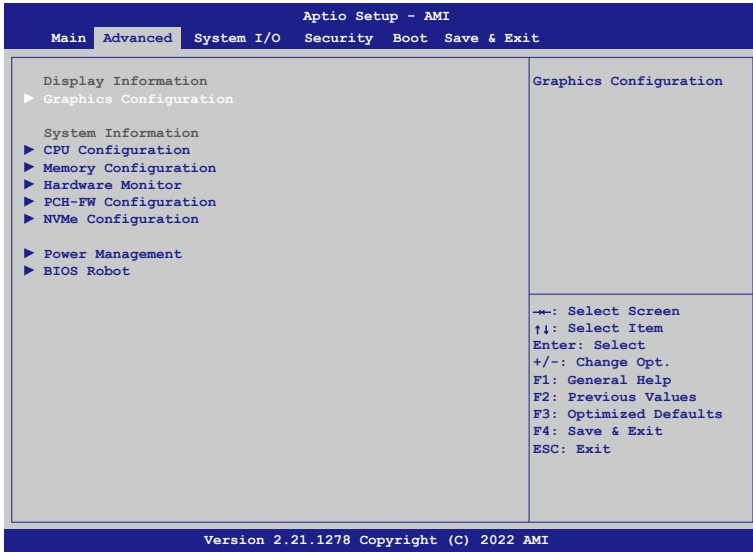 Aptio Setup - AMI
Main Advanced System I/O Security Boot Save & Exit
Display Information
▶ Graphics Configuration
System Information
▶ CPU Configuration
▶ Memory Configuration
▶ Hardware Monitor
▶ PCH-FW Configuration
▶ NVMe Configuration
▶ Power Management
▶ BIOS Robot
Graphics Configuration
→←: Select Screen
↑↓: Select Item
Enter: Select
+/-: Change Opt.
F1: General Help
F2: Previous Values
F3: Optimized Defaults
F4: Save & Exit
ESC: Exit
Version 2.21.1278 Copyright (C) 2022 AMI